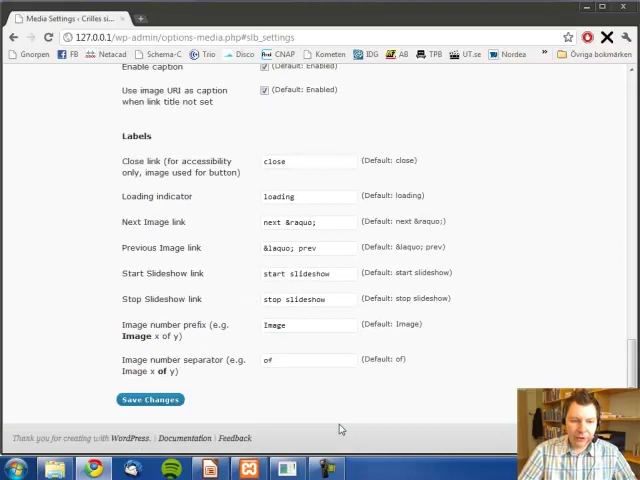 Media Settings ‹ Crilles si
127.0.0.1/wp-admin/options-media.php#slb_settings
Gnorpen FB Netacad Schema-C Trio Disco CNAP Kometen IDG AB TPB UT.se Nordea » Övriga bokmärken
Enable caption (Default: Enabled)
Use image URI as caption (Default: Enabled)
when link title not set
Labels
Close link (for accessibility close (Default: close)
only, image used for button)
Loading indicator loading (Default: loading)
Next Image link next &raquo; (Default: next &raquo;)
Previous Image link &laquo; prev (Default: &laquo; prev)
Start Slideshow link start slideshow (Default: start slideshow)
Stop Slideshow link stop slideshow (Default: stop slideshow)
Image number prefix (e.g. Image (Default: Image)
Image x of y)
Image number separator (e.g. of (Default: of)
Image x of y)
Save Changes
Thank you for creating with WordPress. | Documentation | Feedback